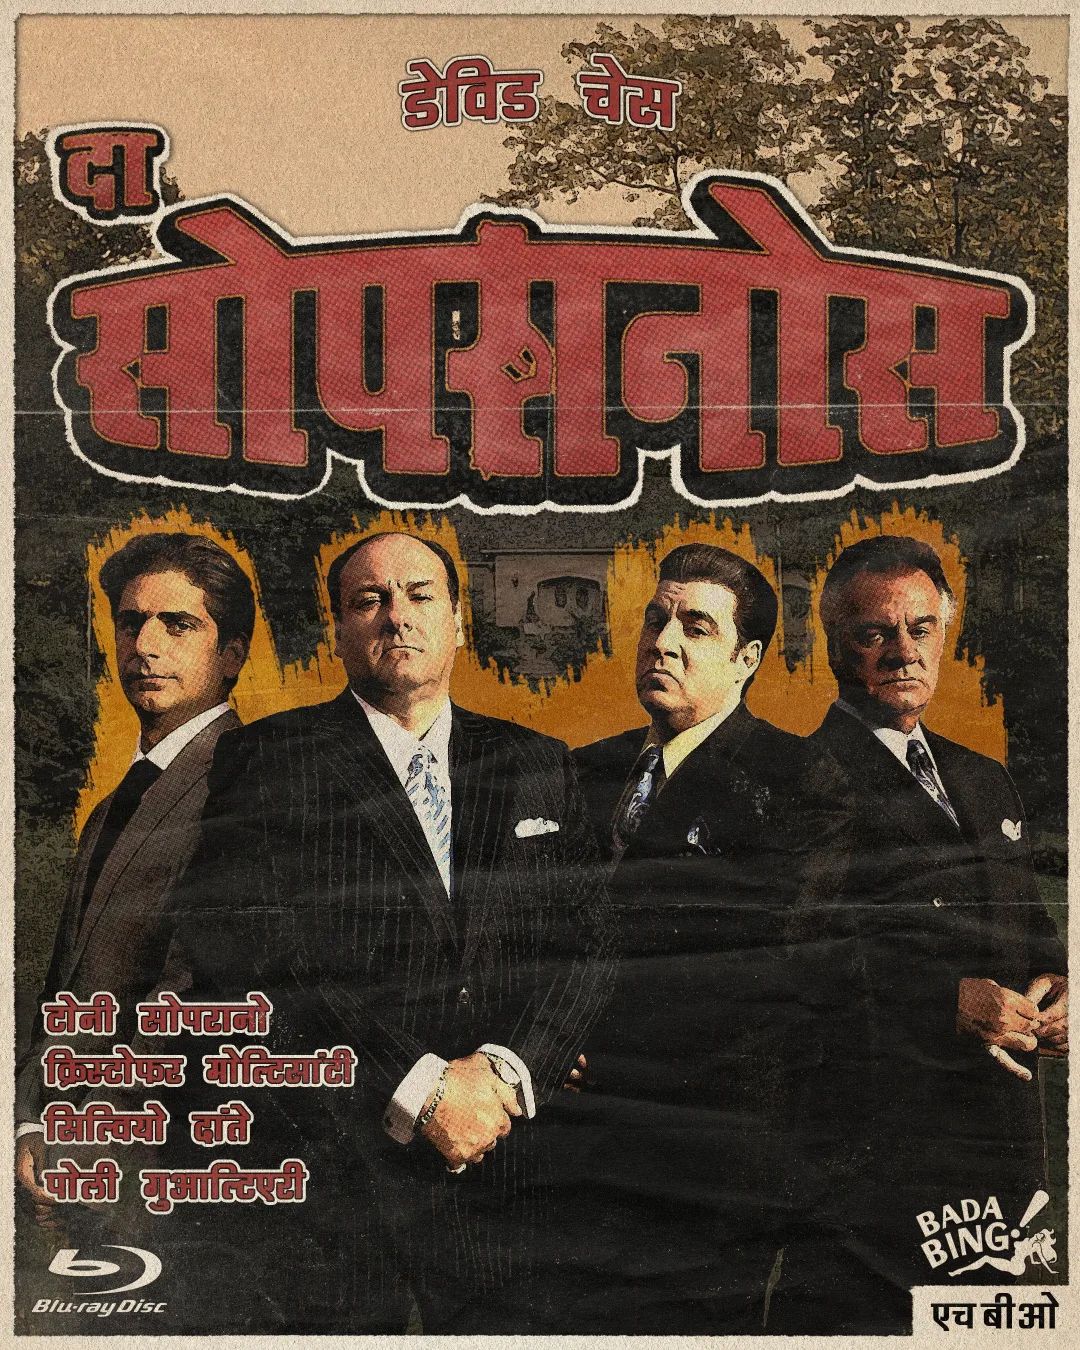 डेविड चेस
दा
सोपरानोस
टोनी सोपरानो
क्रिस्टोफर मोल्टिसांटी
सिल्वियो दांते
पोली गुआल्टिएरी
Blu-ray Disc
BADA
BING!
एच बी ओ